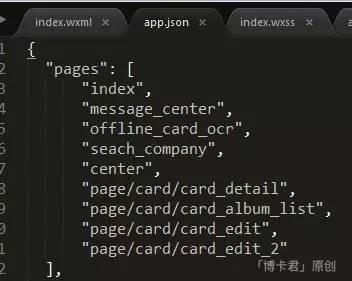 index.wxml × app.json × index.wxss × a
1 {
2 "pages": [
3 "index",
4 "message_center",
5 "offline_card_ocr",
6 "seach_company",
7 "center",
8 "page/card/card_detail",
9 "page/card/card_album_list",
0 "page/card/card_edit",
1 "page/card/card_edit_2"
2 ],
「博卡君」原创